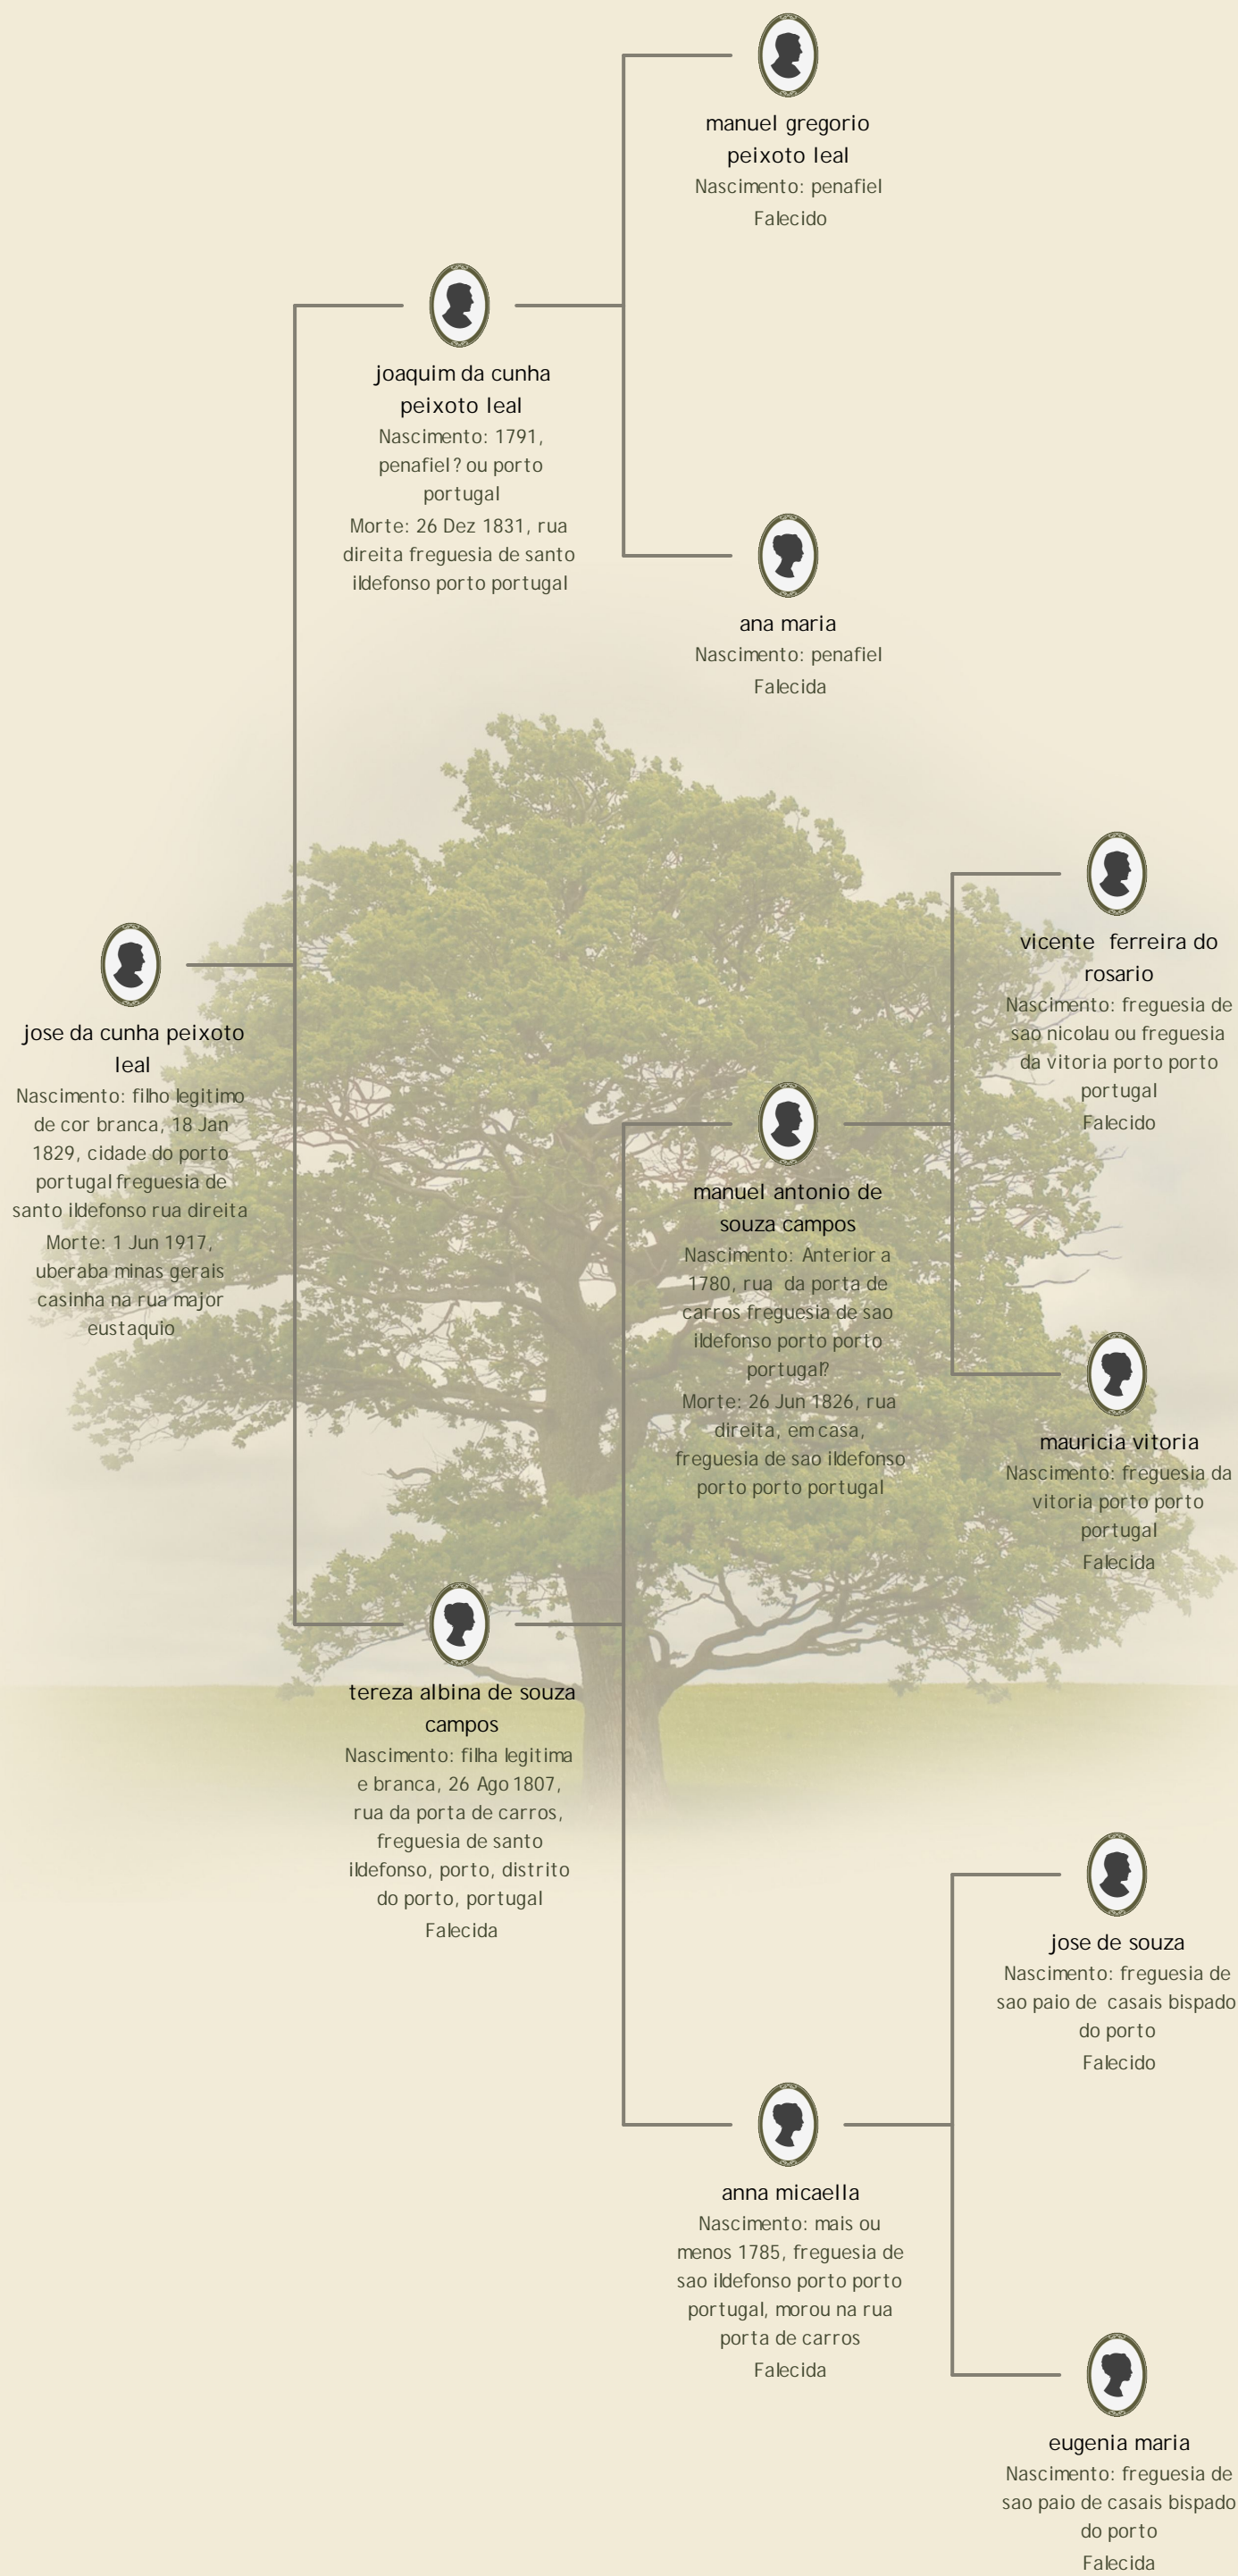 manuel gregorio
peixoto leal
Nascimento: penafiel
Falecido
joaquim da cunha
peixoto leal
Nascimento: 1791,
penafiel? ou porto
portugal
Morte: 26 Dez 1831, rua
direita freguesia de santo
ildefonso porto portugal
ana maria
Nascimento: penafiel
Falecida
vicente ferreira do
rosario
Nascimento: freguesia de
sao nicolau ou freguesia
da vitoria porto porto
portugal
Falecido
jose da cunha peixoto
leal
Nascimento: filho legitimo
de cor branca, 18 Jan
1829, cidade do porto
portugal freguesia de
santo ildefonso rua direita
Morte: 1 Jun 1917,
uberaba minas gerais
casinha na rua major
eustaquio
manuel antonio de
souza campos
Nascimento: Anterior a
1780, rua da porta de
carros freguesia de sao
ildefonso porto porto
portugal?
Morte: 26 Jun 1826, rua
direita, em casa,
freguesia de sao ildefonso
porto porto portugal
mauricia vitoria
Nascimento: freguesia da
vitoria porto porto
portugal
Falecida
tereza albina de souza
campos
Nascimento: filha legitima
e branca, 26 Ago 1807,
rua da porta de carros,
freguesia de santo
ildefonso, porto, distrito
do porto, portugal
Falecida
jose de souza
Nascimento: freguesia de
sao paio de casais bispado
do porto
Falecido
anna micaella
Nascimento: mais ou
menos 1785, freguesia de
sao ildefonso porto porto
portugal, morou na rua
porta de carros
Falecida
eugenia maria
Nascimento: freguesia de
sao paio de casais bispado
do porto
Falecida